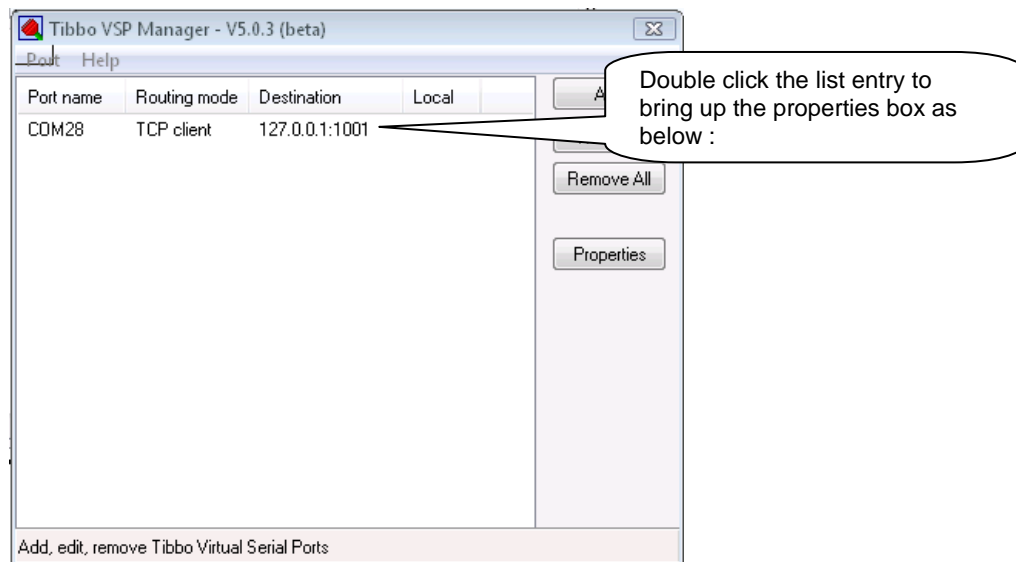 Tibbo VSP Manager - V5.0.3 (beta)
Port Help
Port name Routing mode Destination Local
COM28 TCP client 127.0.0.1:1001
Double click the list entry to
bring up the properties box as
below :
Remove All
Properties
Add, edit, remove Tibbo Virtual Serial Ports